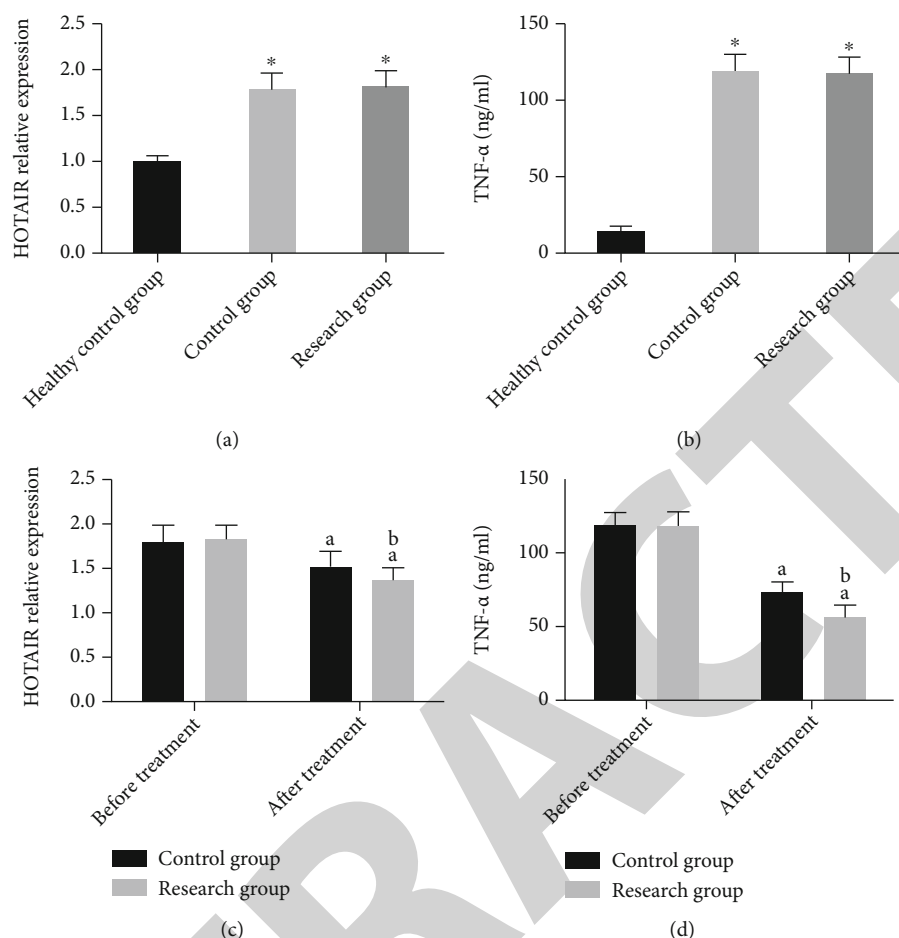 HOTAIR relative expression
2.5
2.0
1.5
1.0
0.5
0.0
*
*
Healthy control group
Control group
Research group
(a)
TNF-α (ng/ml)
150
100
50
0
*
*
Healthy control group
Control group
Research group
(b)
HOTAIR relative expression
2.5
2.0
1.5
1.0
0.5
0.0
a
b
a
Before treatment
After treatment
Control group
Research group
(c)
TNF-α (ng/ml)
150
100
50
0
a
b
a
Before treatment
After treatment
Control group
Research group
(d)
RACTE